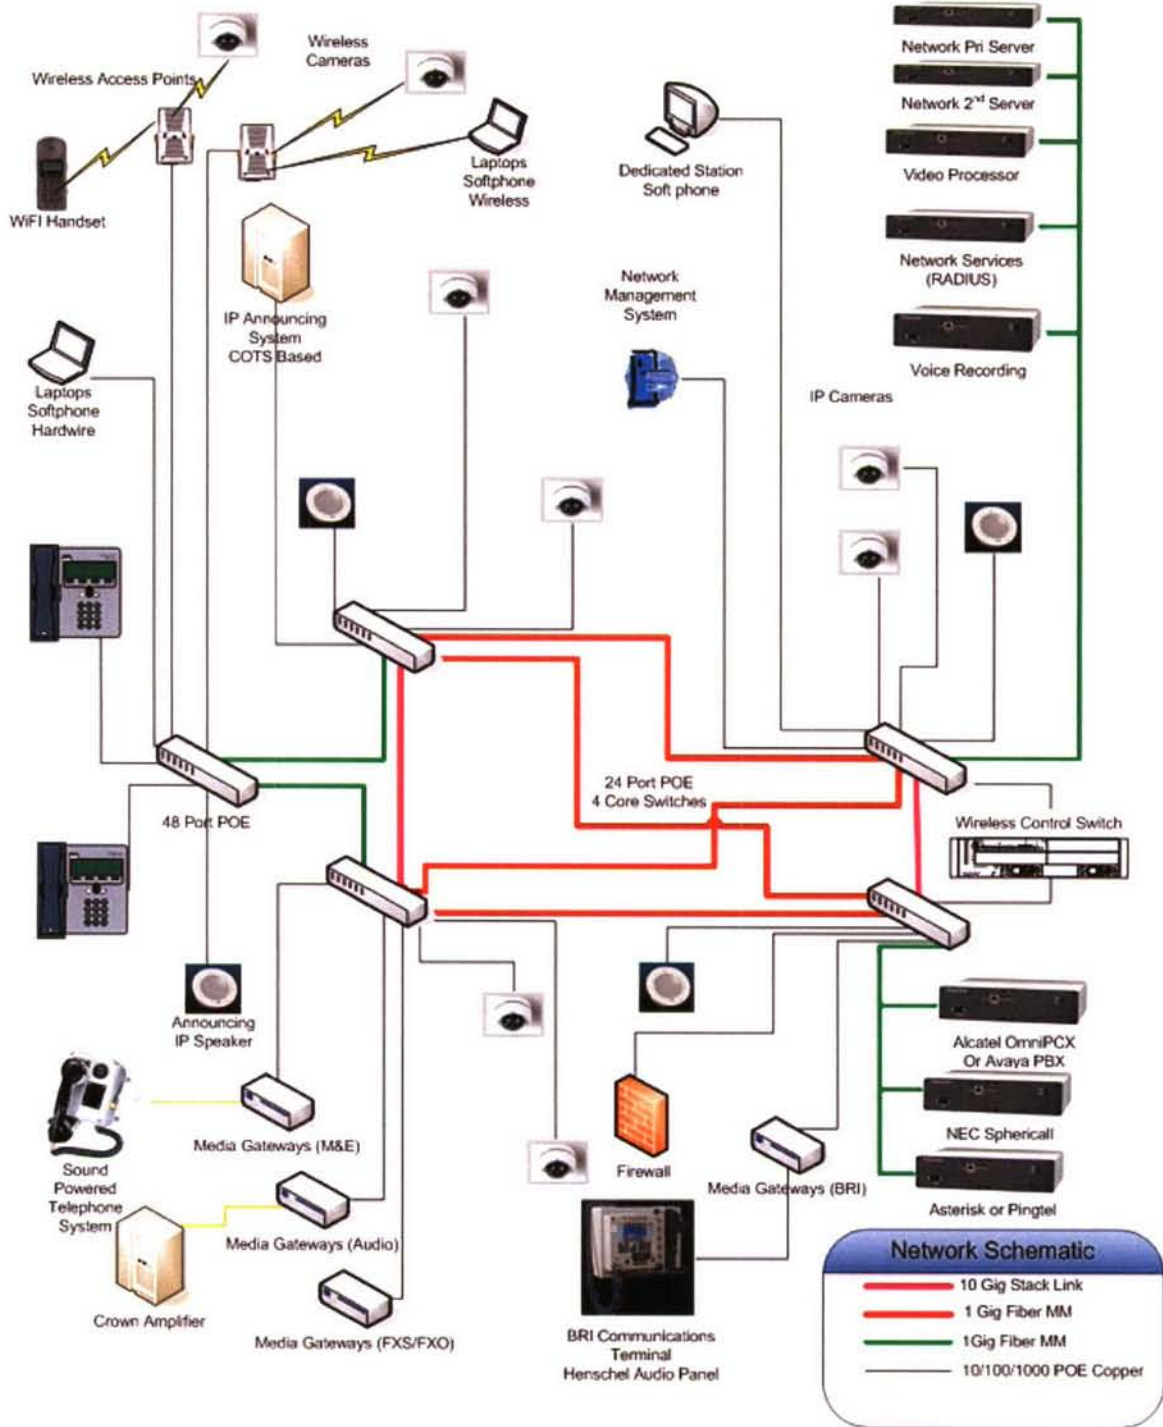 Wireless
Cameras
Wireless Access Points
WiFI Handset
Laptops
Softphone
Wireless
Dedicated Station
Soft phone
Network Pri Server
Network 2nd Server
Video Processor
Network Services
(RADIUS)
Voice Recording
IP Announcing
System
COTS Based
Network
Management
System
Laptops
Softphone
Hardwire
IP Cameras
48 Port POE
24 Port POE
4 Core Switches
Wireless Control Switch
Announcing
IP Speaker
Sound
Powered
Telephone
System
Media Gateways (M&E)
Media Gateways (Audio)
Crown Amplifier
Media Gateways (FXS/FXO)
Firewall
Media Gateways (BRI)
BRI Communications
Terminal
Henschel Audio Panel
Alcatel OmniPCX
Or Avaya PBX
NEC Sphericall
Asterisk or Pingtel
Network Schematic
10 Gig Stack Link
1 Gig Fiber MM
1Gig Fiber MM
10/100/1000 POE Copper